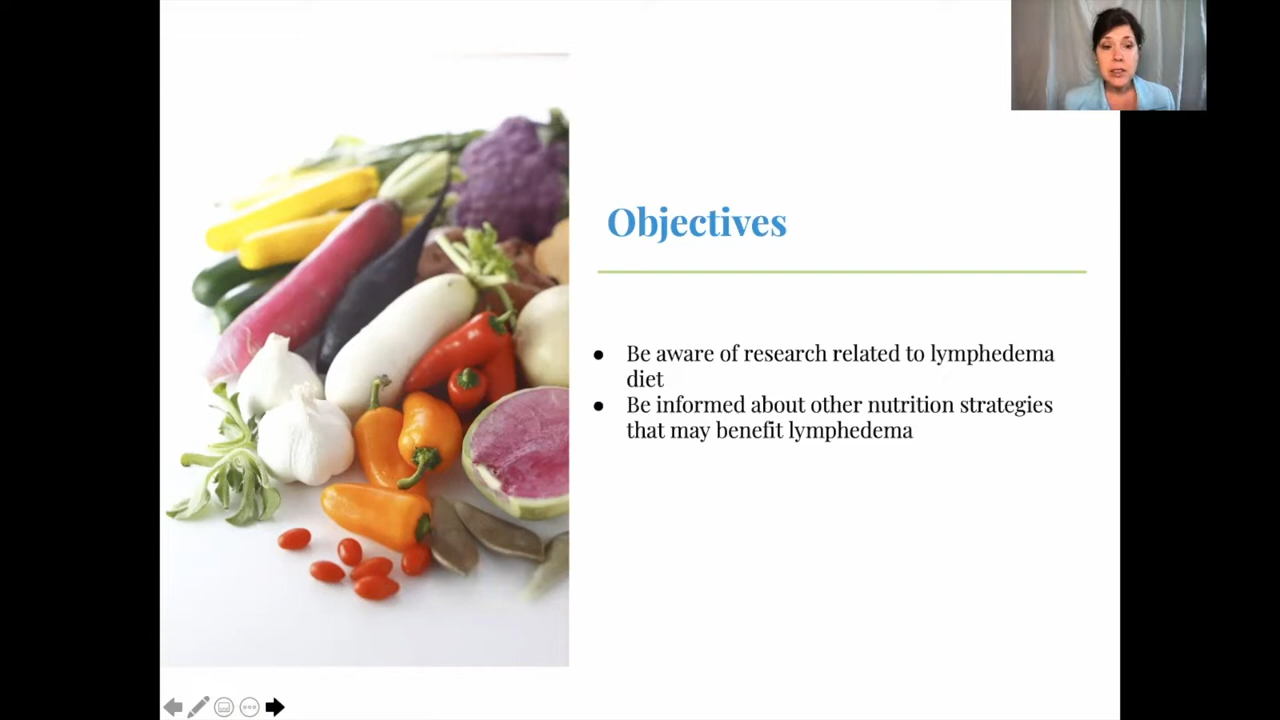 Objectives
● Be aware of research related to lymphedema
diet
● Be informed about other nutrition strategies
that may benefit lymphedema